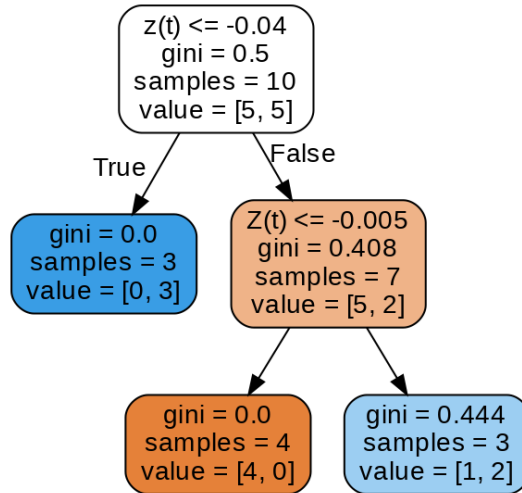 z(t) <= -0.04
gini = 0.5
samples = 10
value = [5, 5]
True
False
gini = 0.0
samples = 3
value = [0, 3]
Z(t) <= -0.005
gini = 0.408
samples = 7
value = [5, 2]
gini = 0.0
samples = 4
value = [4, 0]
gini = 0.444
samples = 3
value = [1, 2]